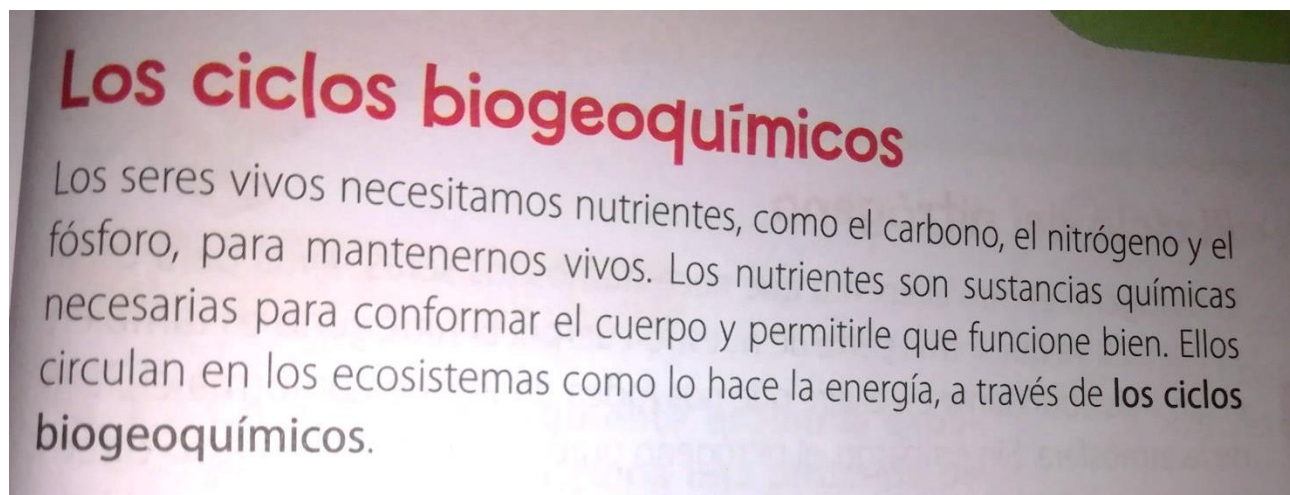 Los ciclos biogeoquímicos
Los seres vivos necesitamos nutrientes, como el carbono, el nitrógeno y el
fósforo, para mantenernos vivos. Los nutrientes son sustancias químicas
necesarias para conformar el cuerpo y permitirle que funcione bien. Ellos
circulan en los ecosistemas como lo hace la energía, a través de los ciclos
biogeoquímicos.